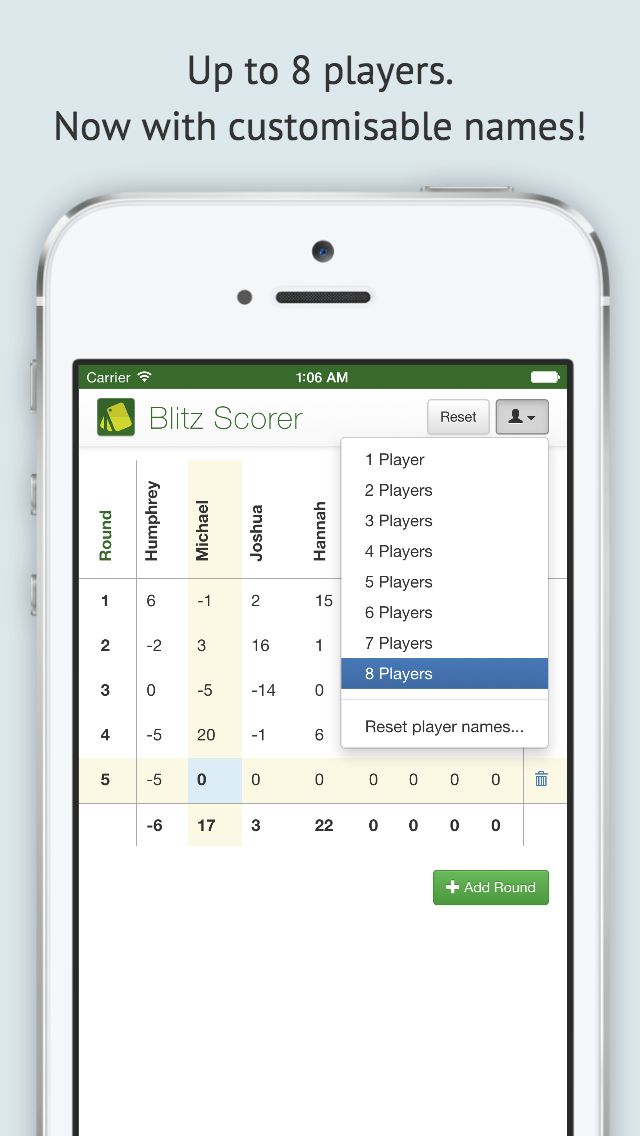 Up to 8 players.
Now with customisable names!
Carrier 1:06 AM
Blitz Scorer Reset
1 Player
2 Players
3 Players
4 Players
5 Players
6 Players
7 Players
8 Players
Reset player names...
Round Humphrey Michael Joshua Hannah
1 6 -1 2 15
2 -2 3 16 1
3 0 -5 -14 0
4 -5 20 -1 6
5 -5 0 0 0 0 0 0 0
-6 17 3 22 0 0 0 0
Add Round